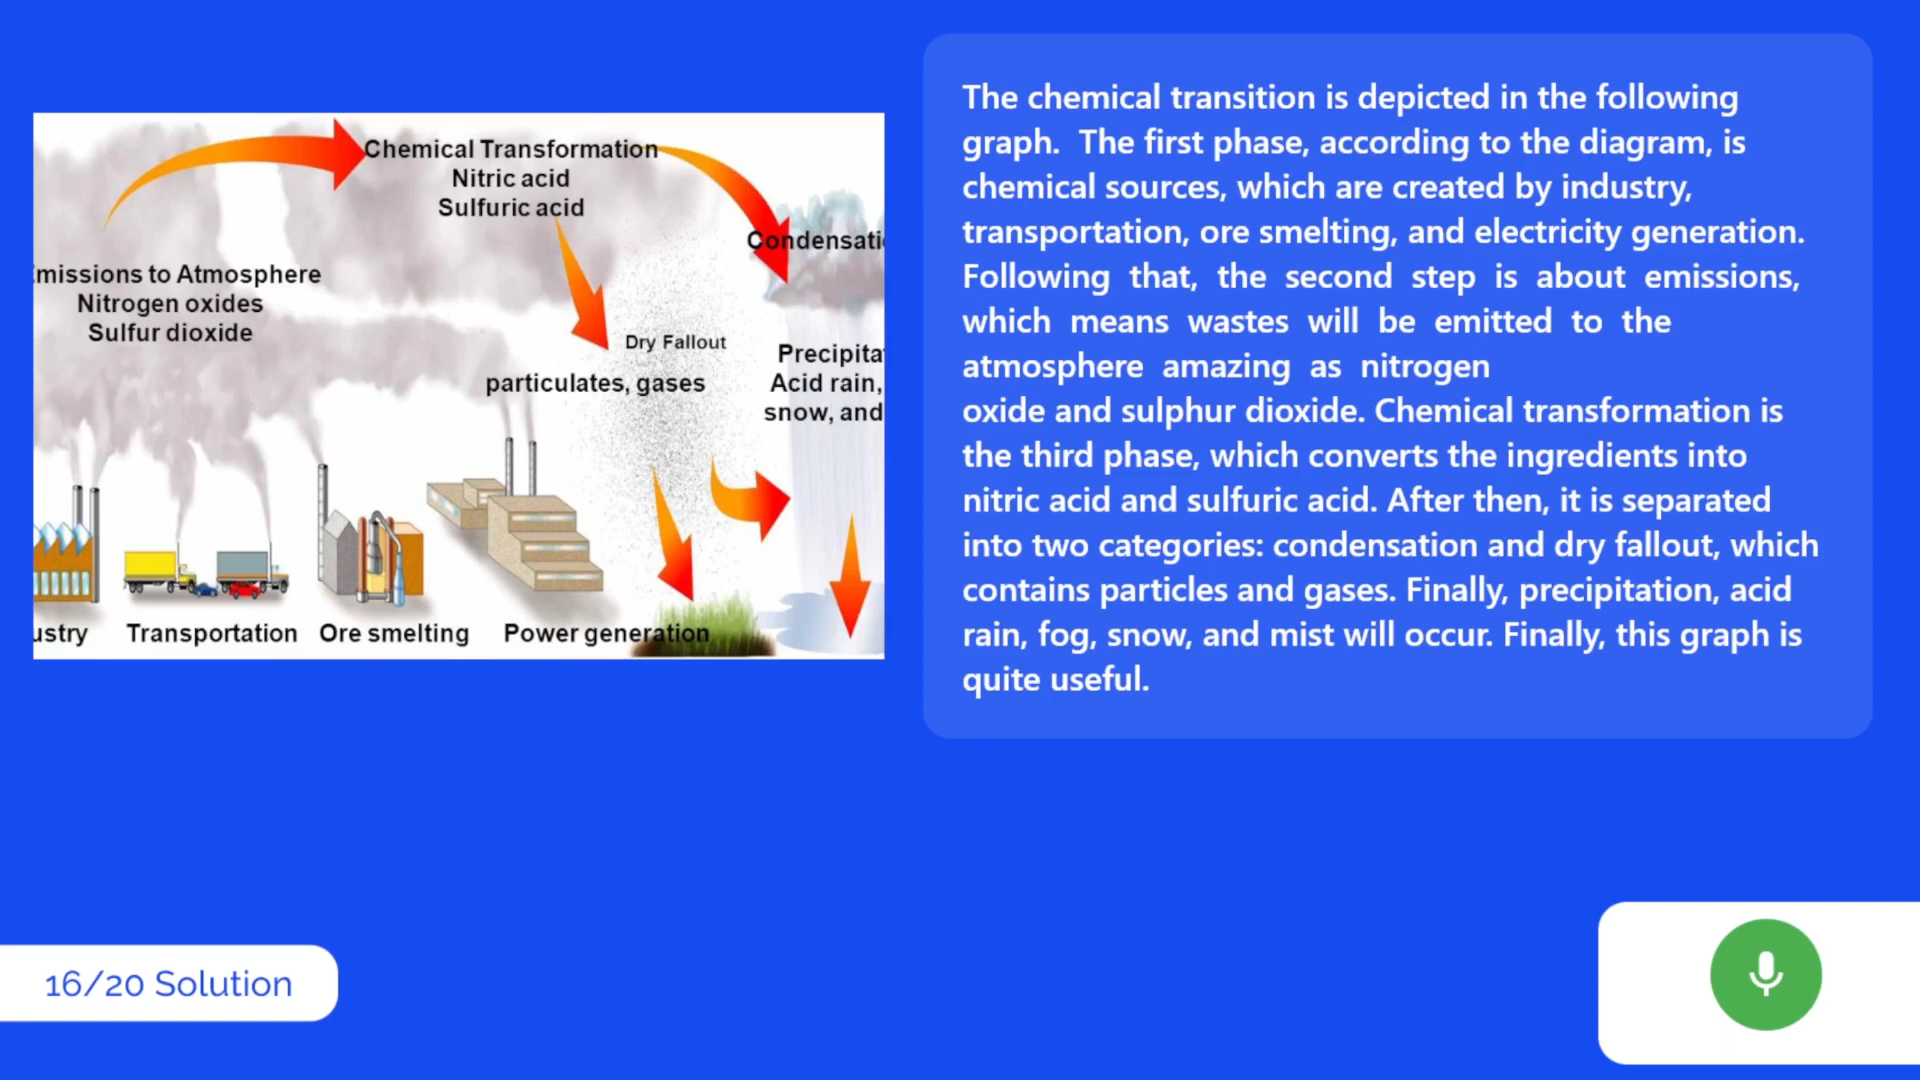 Chemical Transformation
Nitric acid
Sulfuric acid
Condensati
missions to Atmosphere
Nitrogen oxides
Sulfur dioxide
Dry Fallout
particulates, gases
Precipita
Acid rain,
snow, and
ustry
Transportation
Ore smelting
Power generation
The chemical transition is depicted in the following
graph. The first phase, according to the diagram, is
chemical sources, which are created by industry,
transportation, ore smelting, and electricity generation.
Following that, the second step is about emissions,
which means wastes will be emitted to the
atmosphere amazing as nitrogen
oxide and sulphur dioxide. Chemical transformation is
the third phase, which converts the ingredients into
nitric acid and sulfuric acid. After then, it is separated
into two categories: condensation and dry fallout, which
contains particles and gases. Finally, precipitation, acid
rain, fog, snow, and mist will occur. Finally, this graph is
quite useful.
16/20 Solution